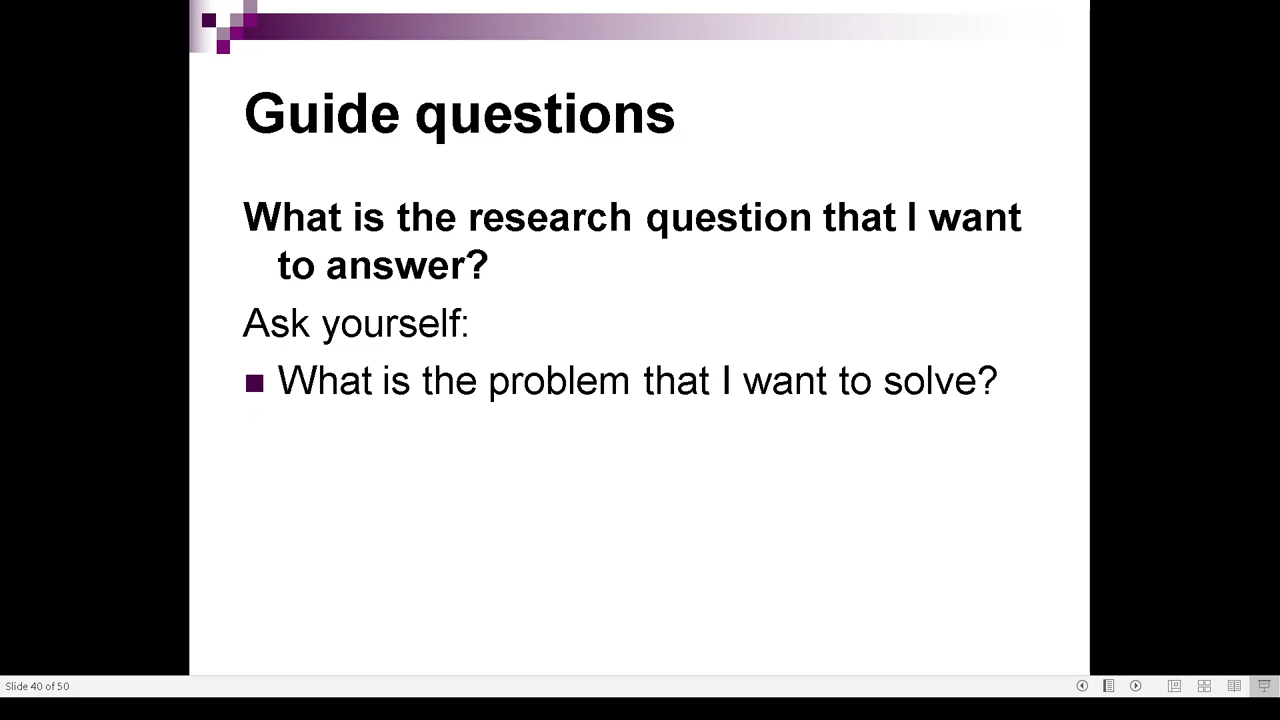 Guide questions
What is the research question that I want
to answer?
Ask yourself:
What is the problem that I want to solve?
Slide 40 of 50